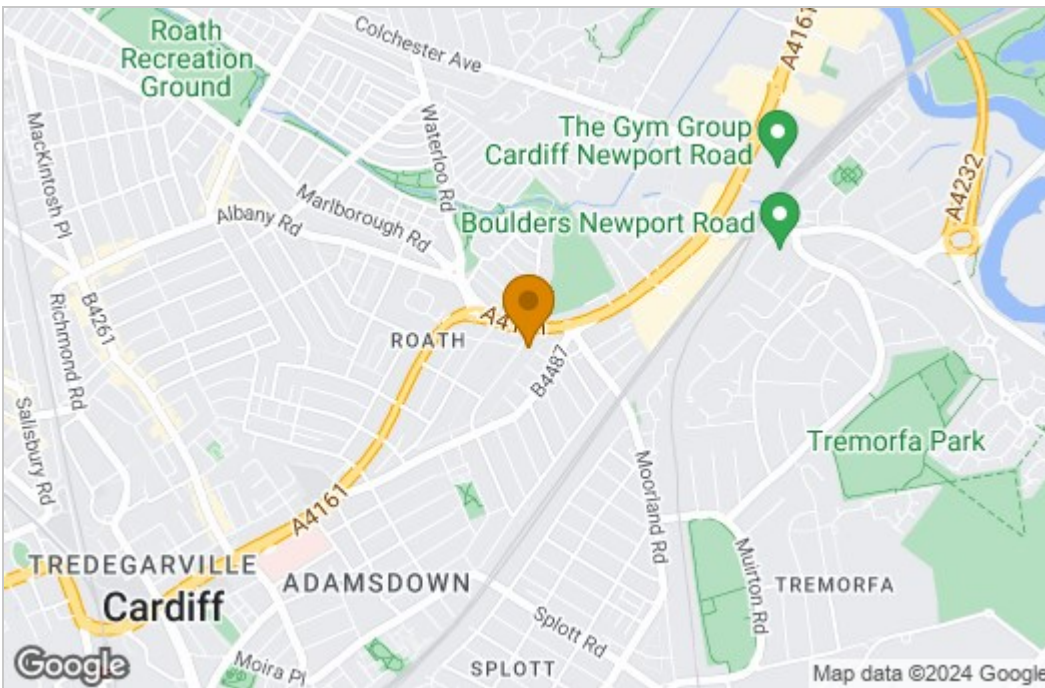 Roath
Recreation
Ground
Colchester Ave
A4161
MacKintosh Pl
Waterloo Rd
The Gym Group
Cardiff Newport Road
A4232
Marlborough Rd
Albany Rd
Boulders Newport Road
B4261
Richmond Rd
ROATH
B4487
Salisbury Rd
Tremorfa Park
Moorland Rd
A4161
TREDEGARVILLE
Cardiff
ADAMSDOWN
Muirton Rd
TREMORFA
Splott Rd
Moira Pl
SPLOTT
Google
Map data ©2024 Google